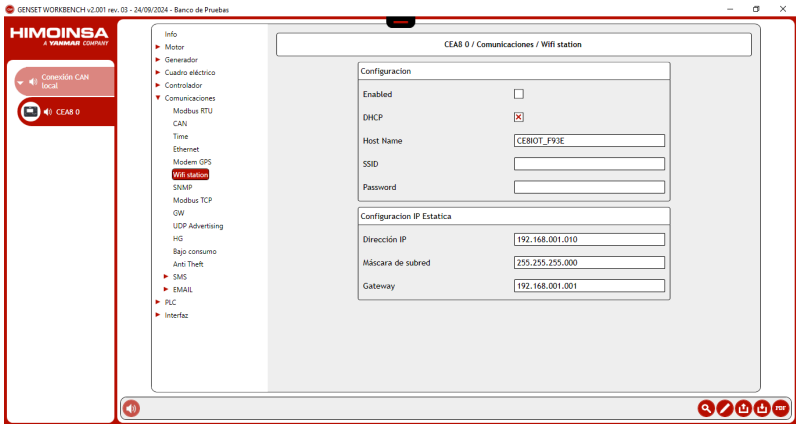 GENSET WORKBENCH v2.001 rev. 03 - 24/09/2024 - Banco de Pruebas
HIMOINSA
A YANMAR COMPANY
Conexión CAN
local
CEA8 0
Info
Motor
Generador
Cuadro eléctrico
Controlador
Comunicaciones
Modbus RTU
CAN
Time
Ethernet
Modem GPS
Wifi station
SNMP
Modbus TCP
GW
UDP Advertising
HG
Bajo consumo
Anti Theft
SMS
EMAIL
PLC
Interfaz
CEA8 0 / Comunicaciones / Wifi station
Configuracion
Enabled
DHCP
Host Name CE8IOT_F93E
SSID
Password
Configuracion IP Estatica
Dirección IP 192.168.001.010
Máscara de subred 255.255.255.000
Gateway 192.168.001.001
PDF